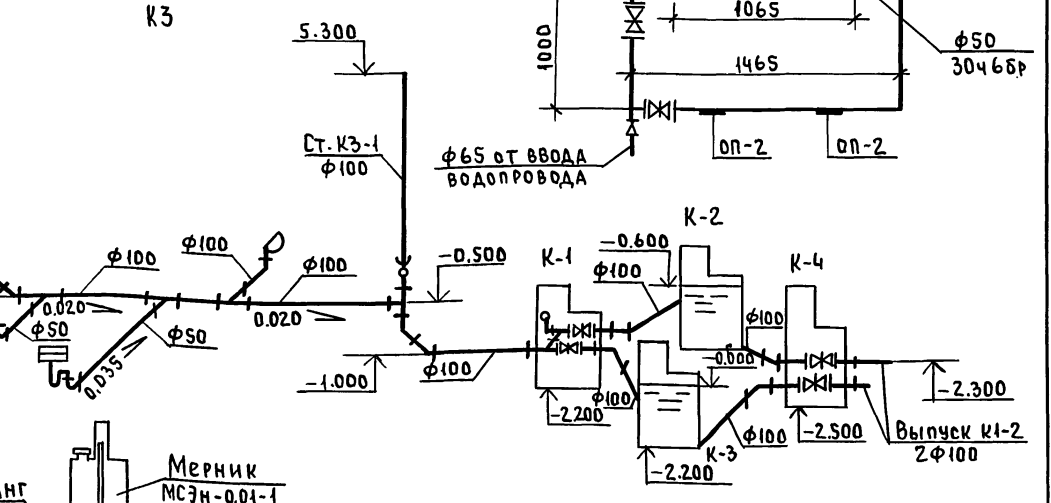 К3
5.300
1065
1465
1000
ф50
30ч6бр
Ст. К3-1
ф100
ф65 от ВВОДА
ВОДОПРОВОДА
ОП-2
ОП-2
К-2
ф100
ф100
ф100
-0.500
К-1
-0.600
ф100
К-4
0.020
0.020
ф50
ф50
0.035
ф100
-1.000
ф100
ф100
-2.200
-2.300
-2.500
ф100
К-3
-2.200
Выпуск К1-2
2ф100
Мерник
МСЭн-0,01-1
нг